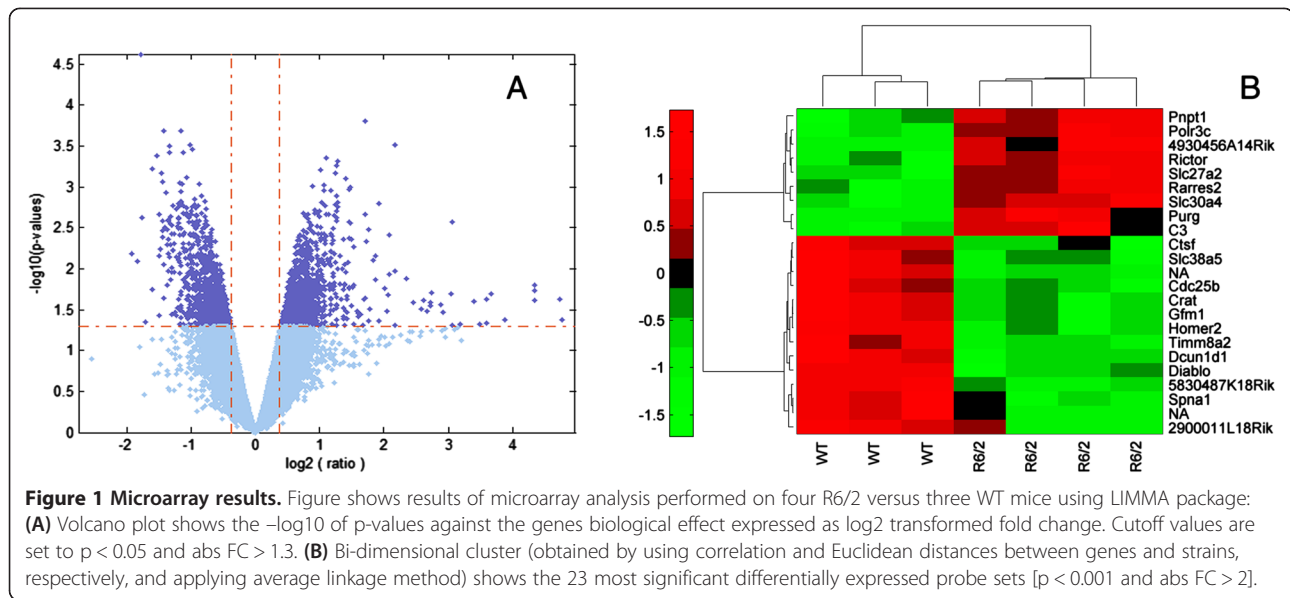 A
4.5
4
3.5
3
2.5
2
1.5
1
0.5
0
-log10(p-values)
-2
-1
0
1
2
3
4
log2 ( ratio )
B
1.5
1
0.5
0
-0.5
-1
-1.5
Pnpt1
Polr3c
4930456A14Rik
Rictor
Slc27a2
Rarres2
Slc30a4
Purg
C3
Ctsf
Slc38a5
NA
Cdc25b
Crat
Gfm1
Homer2
Timm8a2
Dcun1d1
Diablo
5830487K18Rik
Spna1
NA
2900011L18Rik
WT
WT
WT
R6/2
R6/2
R6/2
R6/2
Figure 1 Microarray results. Figure shows results of microarray analysis performed on four R6/2 versus three WT mice using LIMMA package:
(A) Volcano plot shows the –log10 of p-values against the genes biological effect expressed as log2 transformed fold change. Cutoff values are
set to p < 0.05 and abs FC > 1.3. (B) Bi-dimensional cluster (obtained by using correlation and Euclidean distances between genes and strains,
respectively, and applying average linkage method) shows the 23 most significant differentially expressed probe sets [p < 0.001 and abs FC > 2].